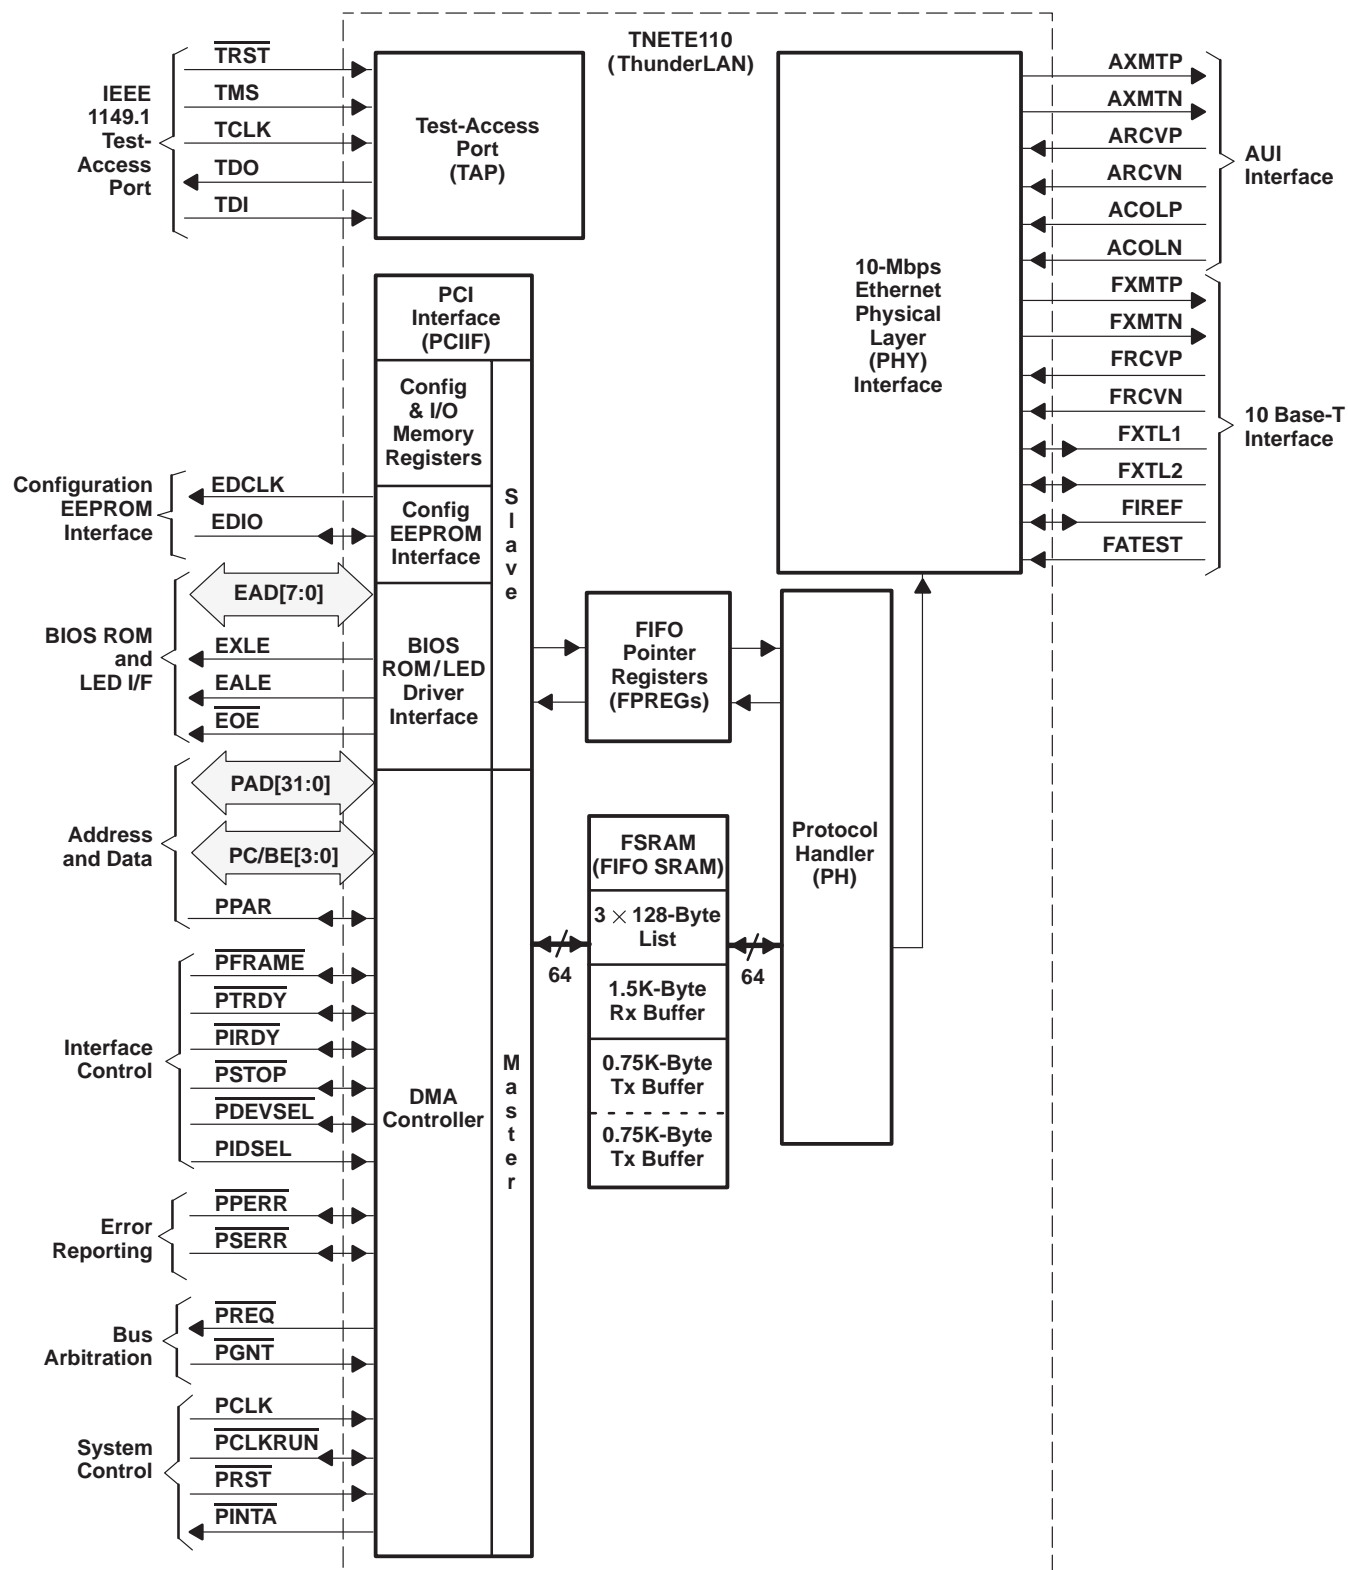 TNETE110
(ThunderLAN)
IEEE
1149.1
Test-
Access
Port
TRST
TMS
TCLK
TDO
TDI
Test-Access
Port
(TAP)
PCI
Interface
(PCIIF)
Config
& I/O
Memory
Registers
Slave
Configuration
EEPROM
Interface
EDCLK
EDIO
Config
EEPROM
Interface
BIOS ROM
and
LED I/F
EAD[7:0]
EXLE
EALE
EOE
BIOS
ROM/LED
Driver
Interface
Address
and Data
PAD[31:0]
PC/BE[3:0]
PPAR
Interface
Control
PFRAME
PTRDY
PIRDY
PSTOP
PDEVSEL
PIDSEL
DMA
Controller
Master
Error
Reporting
PPERR
PSERR
Bus
Arbitration
PREQ
PGNT
System
Control
PCLK
PCLKRUN
PRST
PINTA
FIFO
Pointer
Registers
(FPREGs)
FSRAM
(FIFO SRAM)
3 × 128-Byte
List
1.5K-Byte
Rx Buffer
0.75K-Byte
Tx Buffer
0.75K-Byte
Tx Buffer
64
64
Protocol
Handler
(PH)
10-Mbps
Ethernet
Physical
Layer
(PHY)
Interface
AXMTP
AXMTN
ARCVP
ARCVN
ACOLP
ACOLN
AUI
Interface
FXMTP
FXMTN
FRCVP
FRCVN
FXTL1
FXTL2
FIREF
FATEST
10 Base-T
Interface